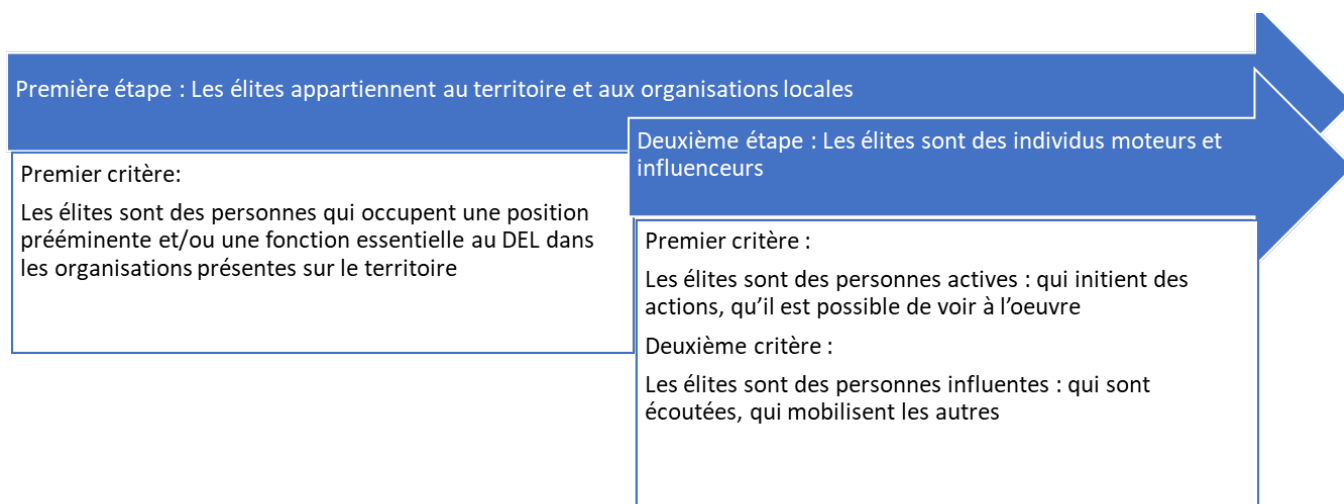 Première étape : Les élites appartiennent au territoire et aux organisations locales
Premier critère:
Les élites sont des personnes qui occupent une position
prééminente et/ou une fonction essentielle au DEL dans
les organisations présentes sur le territoire
Deuxième étape : Les élites sont des individus moteurs et
influenceurs
Premier critère :
Les élites sont des personnes actives : qui initient des
actions, qu’il est possible de voir à l’oeuvre
Deuxième critère :
Les élites sont des personnes influentes : qui sont
écoutées, qui mobilisent les autres